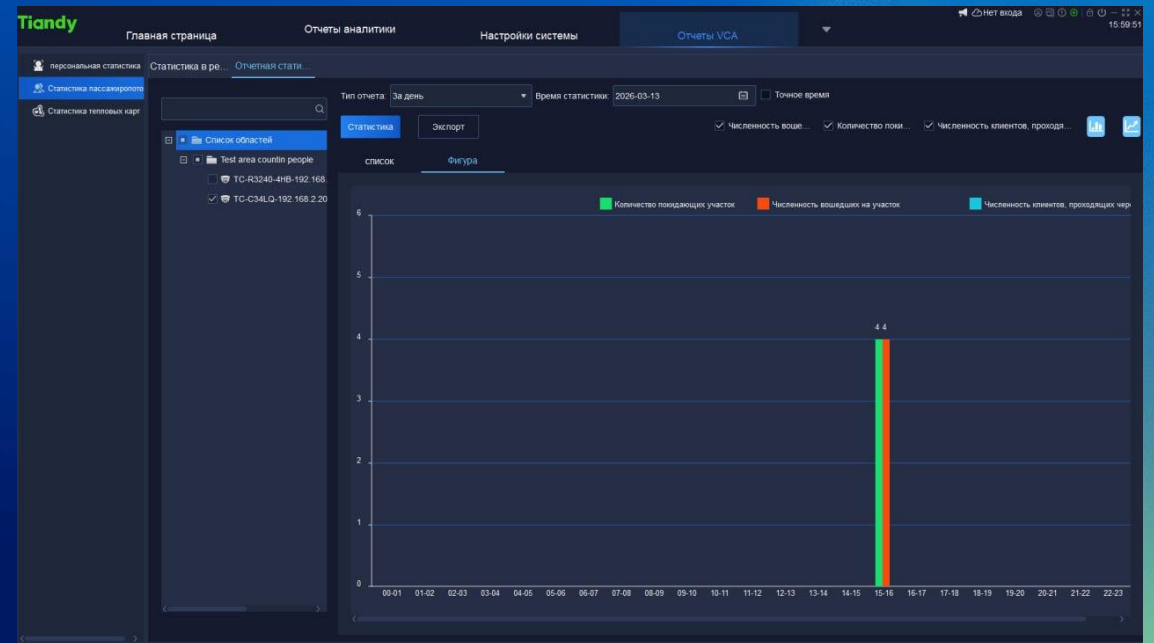 Tiandy
Главная страница
Отчеты аналитики
Настройки системы
Отчеты VCA
Нет входа
15:59:51
персональная статистика
Статистика пассажиропото
Статистика тепловых карт
Статистика в ре...
Отчетная стати...
Тип отчета: За день
Время статистики: 2026-03-13
Точное время
Статистика
Экспорт
Численность воше...
Количество поки...
Численность клиентов, проходя...
Список областей
Test area countin people
TC-R3240-4HB-192.168.
TC-C34LQ-192.168.2.20
список
Фигура
Количество покидающих участок
Численность вошедших на участок
Численность клиентов, проходящих чер
6
5
4
3
2
1
0
4 4
00-01 01-02 02-03 03-04 04-05 05-06 06-07 07-08 08-09 09-10 10-11 11-12 12-13 13-14 14-15 15-16 16-17 17-18 18-19 19-20 20-21 21-22 22-23